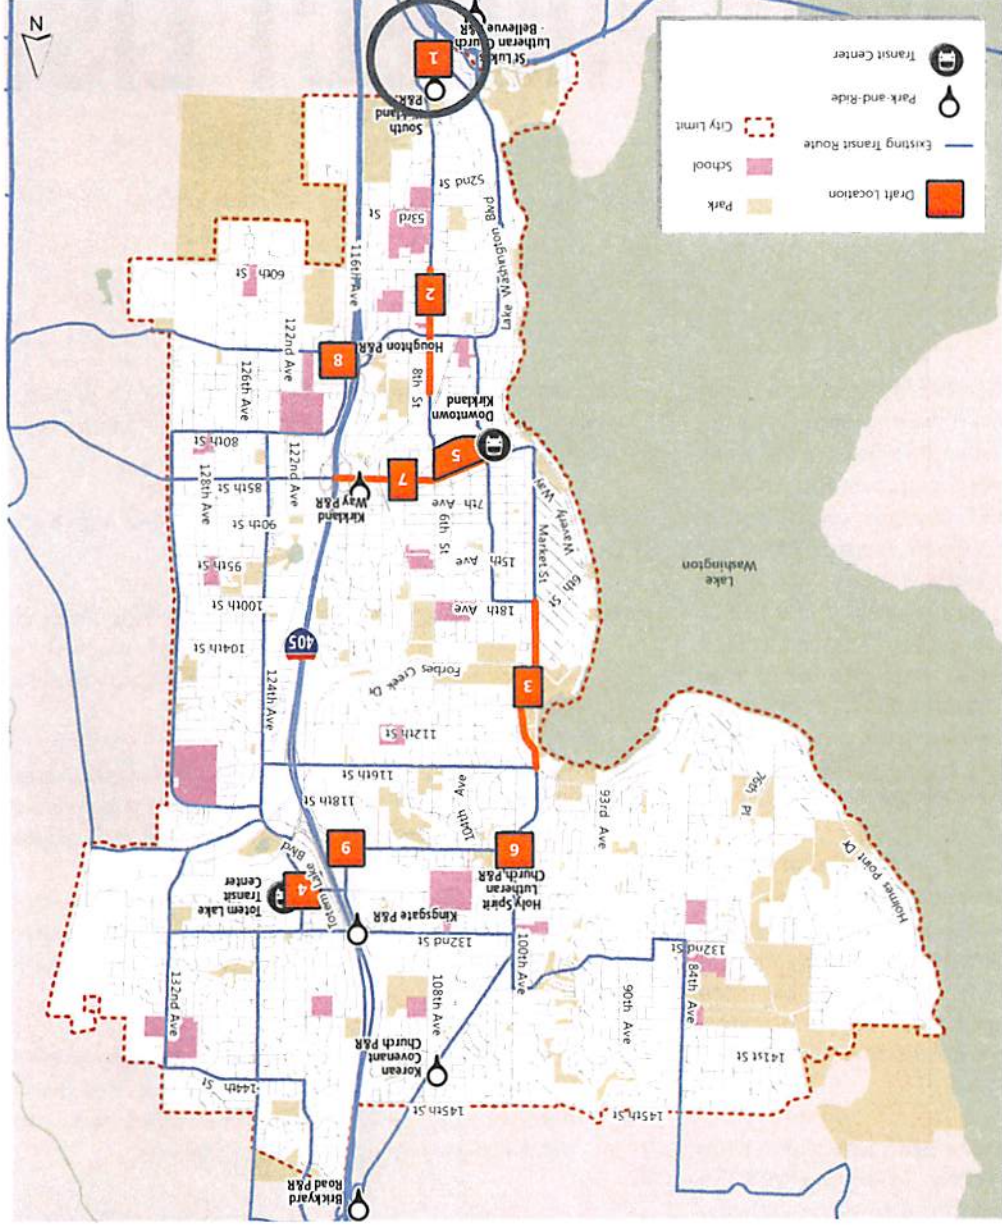 Brickyard
Road P&R
145th St
145th St
144th St
141st St
Korean
Covenant
Church P&R
108th Ave
132nd Ave
90th Ave
84th Ave
100th Ave
132nd St
132nd St
Kingsgate P&R
Totem Lake
Transit
Center
4
Totem Lake Blvd
Holmes Point Dr
Holy Spirit
Lutheran
Church P&R
6
9
104th Ave
93rd Ave
76th Pl
118th St
116th St
112th St
3
Forbes Creek Dr
124th Ave
405
104th St
100th St
18th Ave
6th St
Market St
15th Ave
95th St
Lake
Washington
Waverly Way
7th Ave
6th St
90th St
Kirkland
Way P&R
7
85th St
128th Ave
122nd Ave
5
80th St
Downtown
Kirkland
8th St
126th Ave
122nd Ave
8
Houghton P&R
2
Lake Washington Blvd
116th Ave
60th St
53rd St
52nd St
South
Kirkland
P&R
1
St Luke's
Lutheran Church
- Bellevue P&R
Draft Location
Existing Transit Route
Park-and-Ride
Transit Center
Park
School
City Limit
N